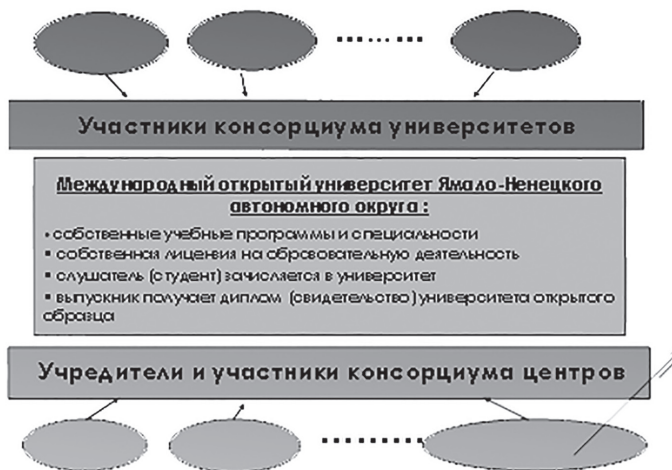 Участники консорциума университетов
Международный открытый университет Ямало-Ненецкого
автономного округа :
▪ собственные учебные программы и специальности
▪ собственная лицензия на образовательную деятельность
▪ слушатель (студент) зачисляется в университет
▪ выпускник получает диплом (свидетельство) университета открытого
образца
Учредители и участники консорциума центров